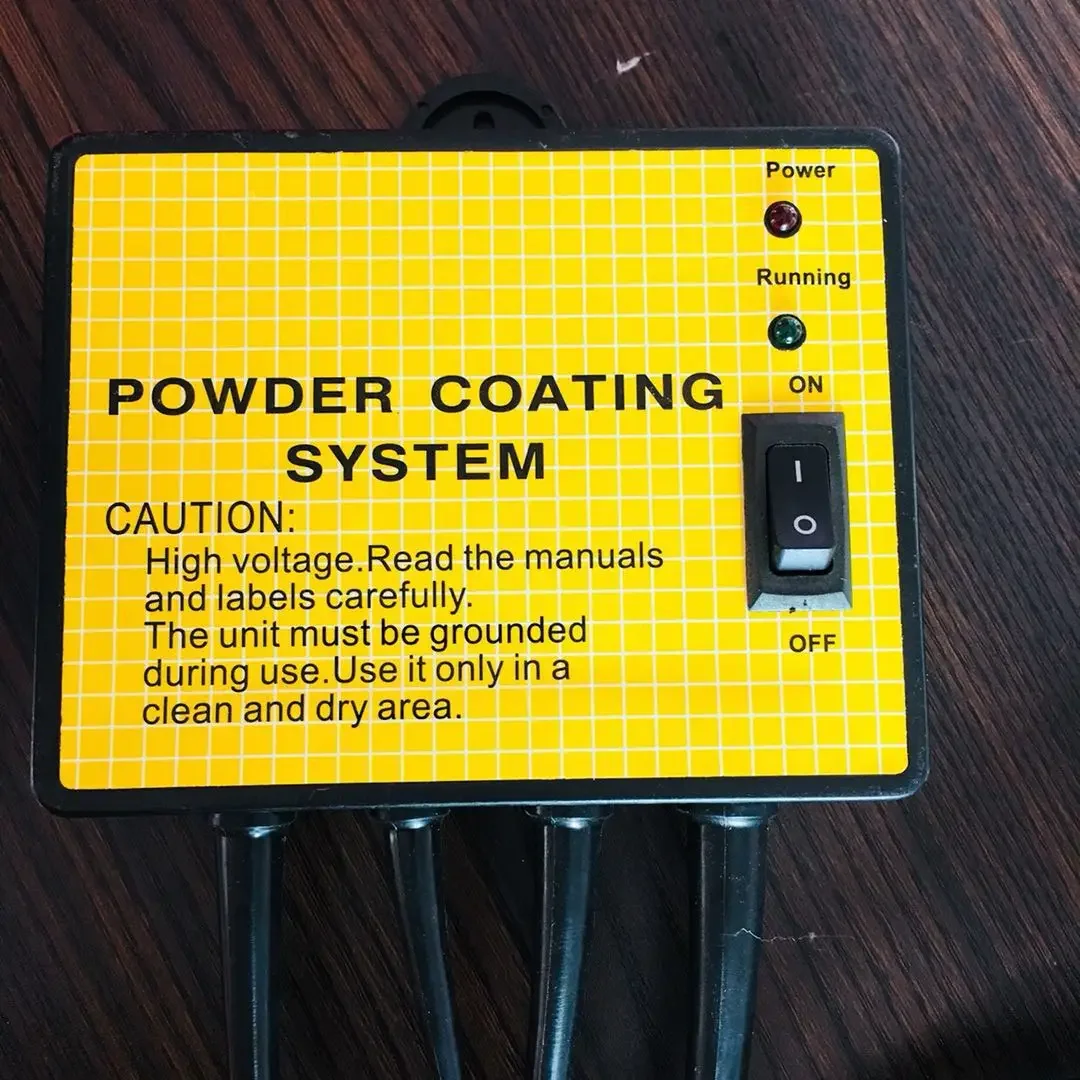 Power
Running
ON
POWDER COATING
SYSTEM
I
O
CAUTION:
High voltage.Read the manuals
and labels carefully.
The unit must be grounded
during use.Use it only in a
clean and dry area.
OFF